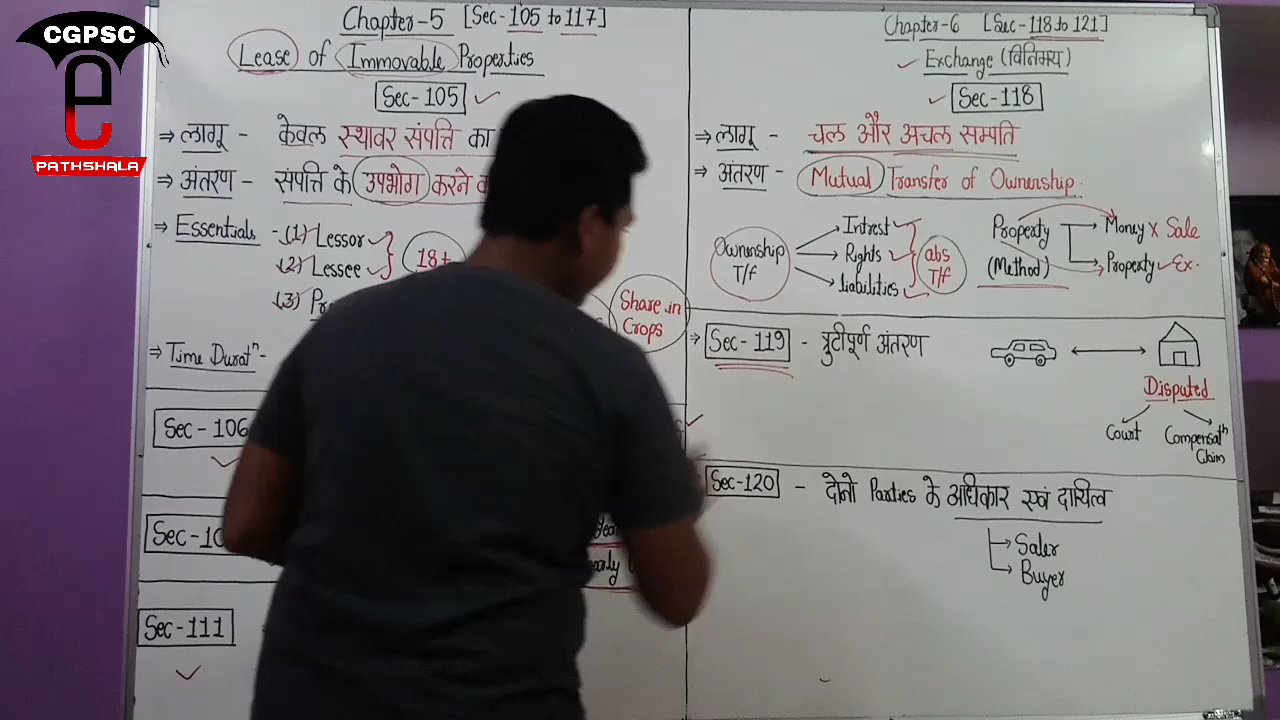 CGPSC
e
PATHSHALA
Chapter-5 [Sec-105 to 117]
Lease of Immovable Properties
Sec-105
⇒ लागू - केवल स्थावर संपत्ति का
⇒ अंतरण - संपत्ति के उपभोग करने
⇒ Essentials - (1) Lessor
(2) Lessee
18+
(3)
Share in
Crops
⇒ Time Duratⁿ-
Sec-106
Sec-111
Chapter-6 [Sec-118 to 121]
Exchange (विनिमय)
Sec-118
⇒ लागू - चल और अचल सम्पति
⇒ अंतरण - Mutual Transfer of Ownership.
Ownership
T/f
Intrest
Rights
liabilities
abs
T/f
Property
(Method)
Money x Sale
Property Ex.
⇒ Sec-119 - त्रुटीपूर्ण अंतरण
Disputed
Court
Compensatⁿ
Claim
Sec-120 - दोनो Parties के अधिकार एवं दायित्व
Saler
Buyer